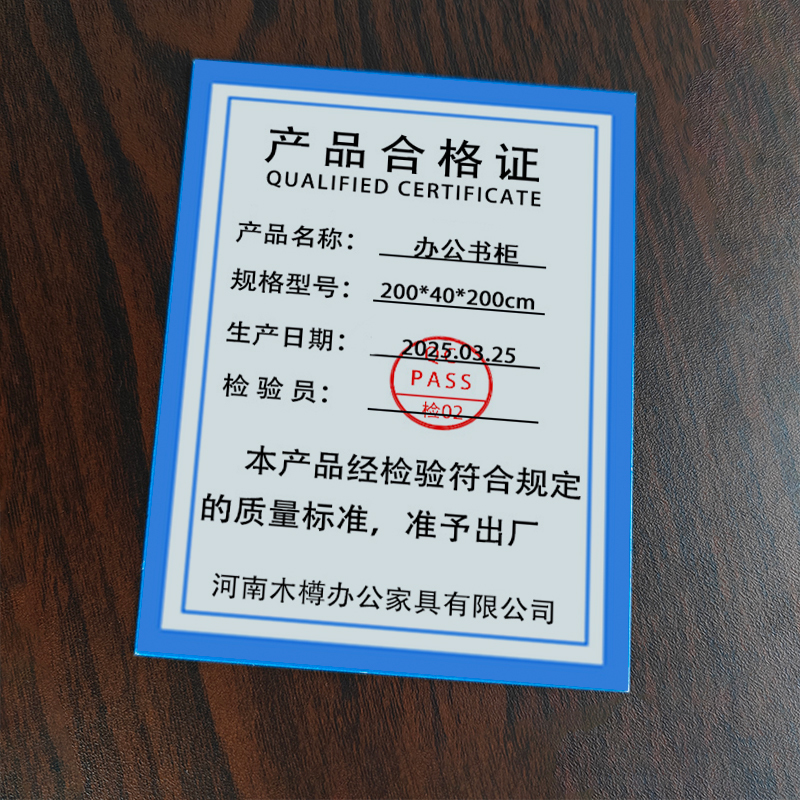 产品合格证
QUALIFIED CERTIFICATE
产品名称： 办公书柜
规格型号： 200*40*200cm
生产日期： 2025.03.25
QC
PASS
检验员：
检02
本产品经检验符合规定
的质量标准，准予出厂
河南木樽办公家具有限公司